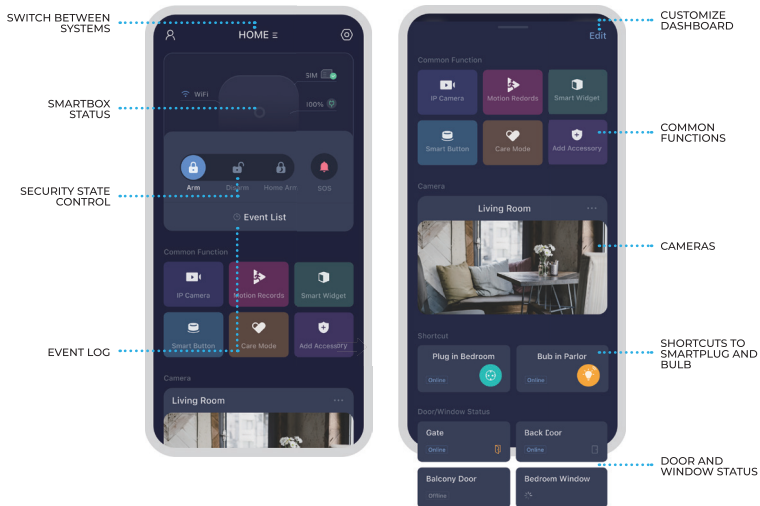 SWITCH BETWEEN
SYSTEMS
SMARTBOX
STATUS
SECURITY STATE
CONTROL
EVENT LOG
HOME
SIM
WiFi
100%
Arm
Disarm
Home Arm
SOS
Event List
Common Function
IP Camera
Motion Records
Smart Widget
Smart Button
Care Mode
Add Accessory
Camera
Living Room
Edit
Common Function
IP Camera
Motion Redords
Smart Widget
Smart Button
Care Mode
Add Accessory
Camera
Living Room
Shortcut
Plug in Bedroom
Online
Bub in Parlor
Online
Door/Window Status
Gate
Online
Back Door
Online
Balcony Door
Offline
Bedroom Window
CUSTOMIZE
DASHBOARD
COMMON
FUNCTIONS
CAMERAS
SHORTCUTS TO
SMARTPLUG AND
BULB
DOOR AND
WINDOW STATUS